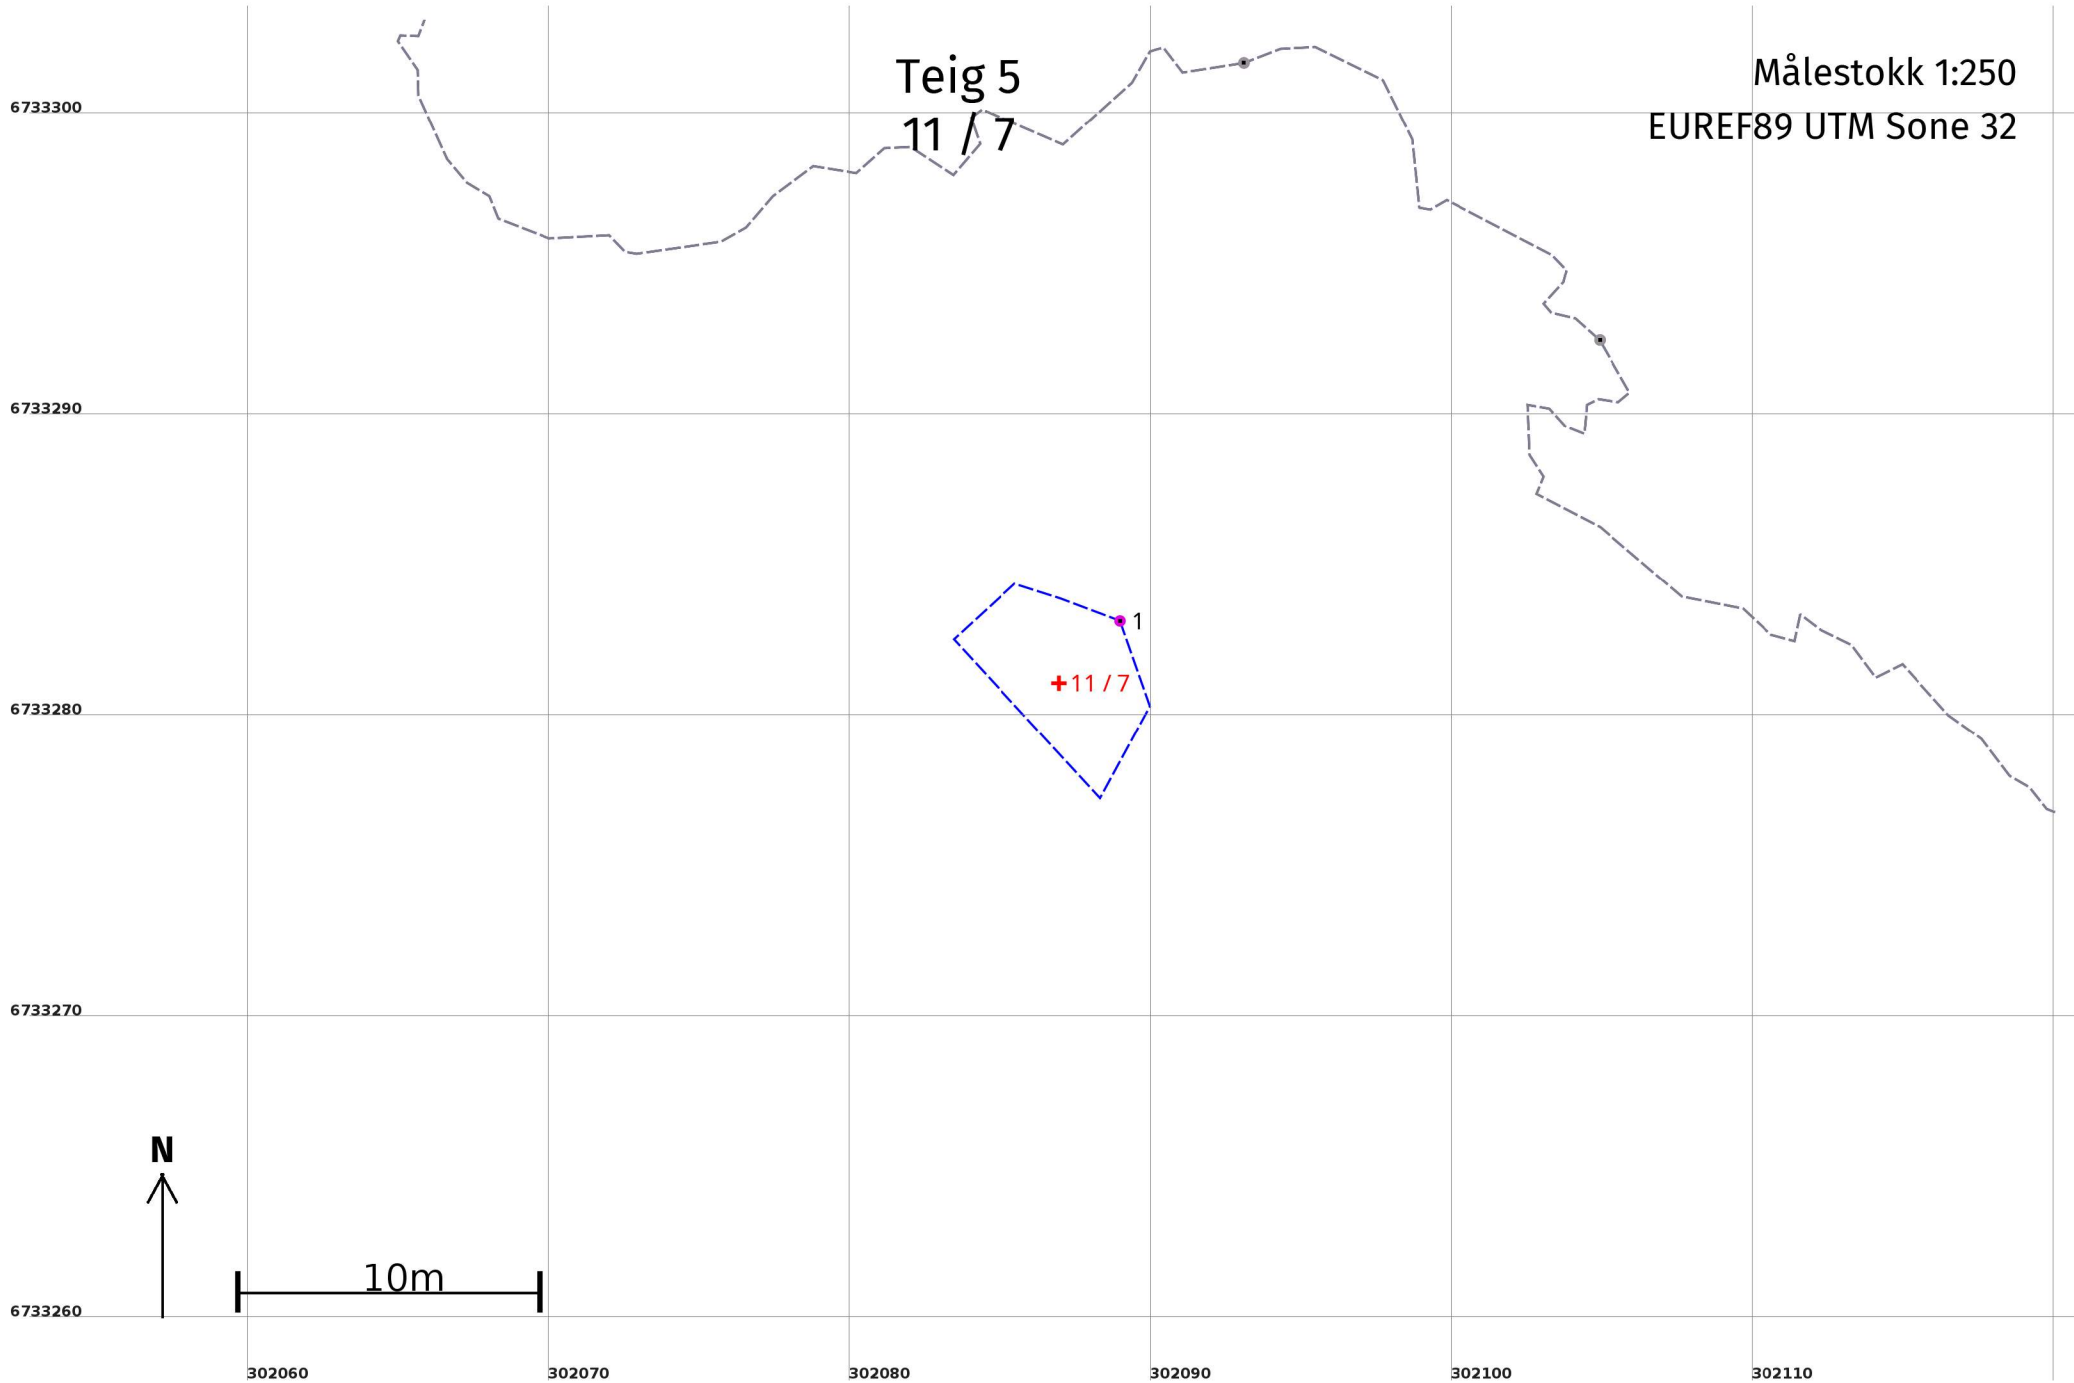 Teig 5
11 / 7
Målestokk 1:250
EUREF89 UTM Sone 32
6733300
6733290
1
11 / 7
6733280
6733270
N
10m
6733260
302060
302070
302080
302090
302100
302110